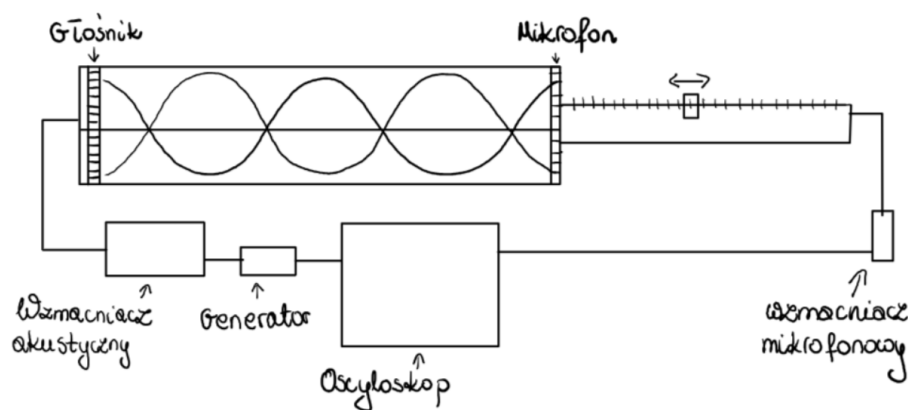 Głośnik
Mikrofon
Wzmacniacz
akustyczny
Generator
Oscyloskop
wzmacniacz
mikrofonowy